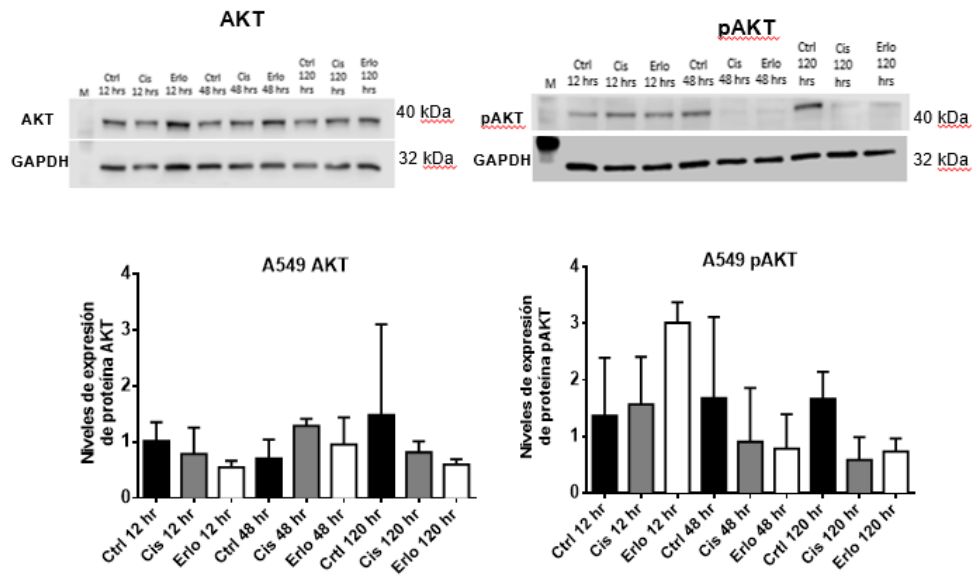 AKT
Ctrl 12 hrs
Cis 12 hrs
Erlo 12 hrs
Ctrl 48 hrs
Cis 48 hrs
Erlo 48 hrs
Ctrl 120 hrs
Cis 120 hrs
Erlo 120 hrs
M
AKT
40 kDa
GAPDH
32 kDa
pAKT
Ctrl 12 hrs
Cis 12 hrs
Erlo 12 hrs
Ctrl 48 hrs
Cis 48 hrs
Erlo 48 hrs
Ctrl 120 hrs
Cis 120 hrs
Erlo 120 hrs
M
pAKT
40 kDa
GAPDH
32 kDa
A549 AKT
Niveles de expresión
de proteína AKT
4
3
2
1
0
Ctrl 12 hr
Cis 12 hr
Erlo 12 hr
Ctrl 48 hr
Cis 48 hr
Erlo 48 hr
Crtl 120 hr
Cis 120 hr
Erlo 120 hr
A549 pAKT
Niveles de expresión
de proteína pAKT
4
3
2
1
0
Ctrl 12 hr
Cis 12 hr
Erlo 12 hr
Ctrl 48 hr
Cis 48 hr
Erlo 48 hr
Crtl 120 hr
Cis 120 hr
Erlo 120 hr